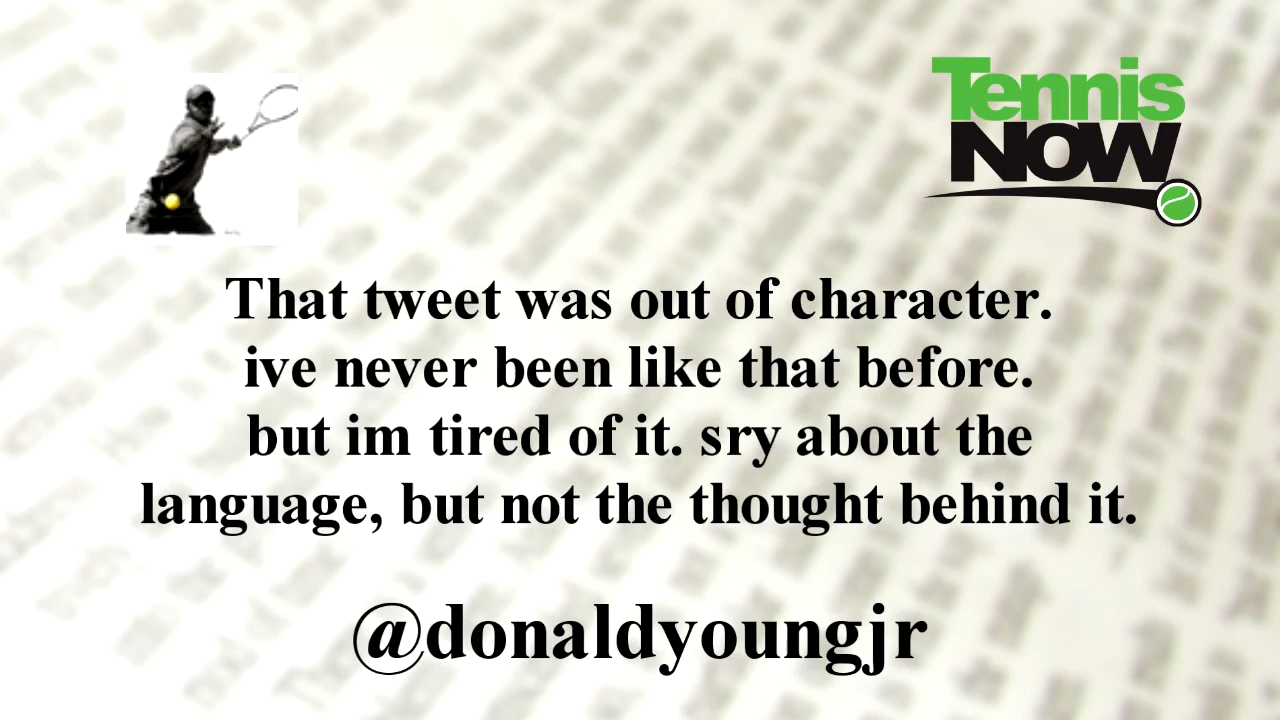 Tennis
NOW
That tweet was out of character.
ive never been like that before.
but im tired of it. sry about the
language, but not the thought behind it.
@donaldyoungjr